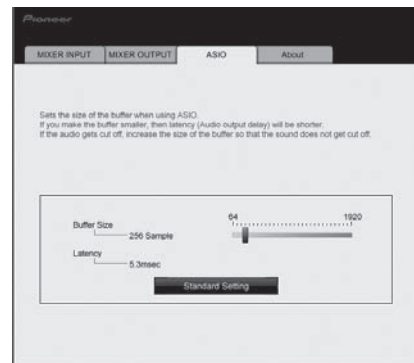 Pioneer
MIXER INPUT MIXER OUTPUT ASIO About
Sets the size of the buffer when using ASIO.
If you make the buffer smaller, then latency (Audio output delay) will be shorter.
If the audio gets cut off, increase the size of the buffer so that the sound does not get cut off.
64 1920
Buffer Size
256 Sample
Latency
5.3msec
Standard Setting